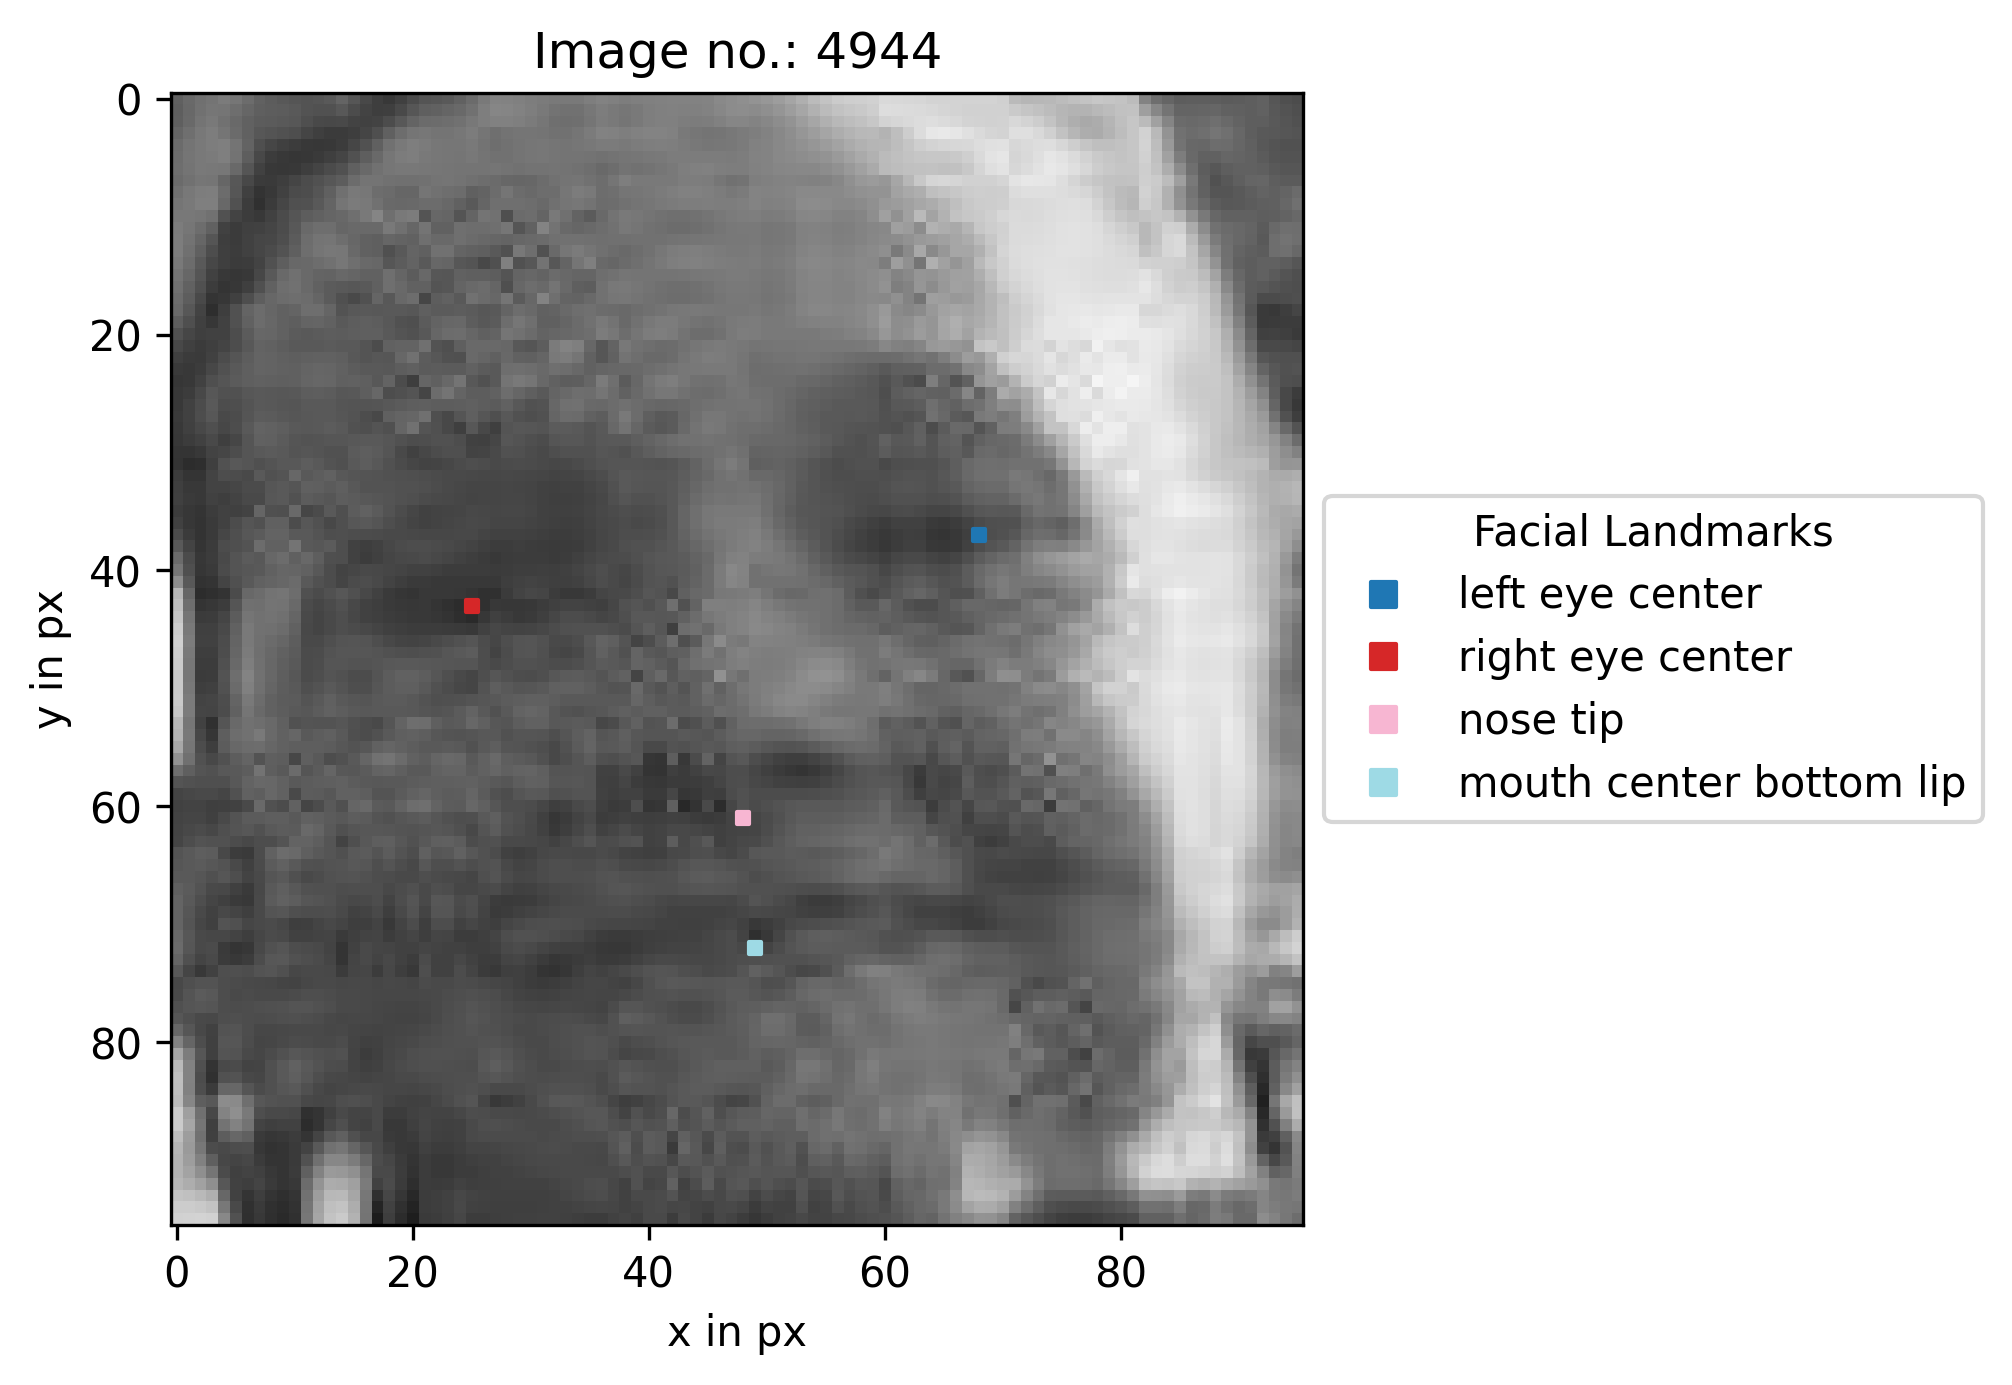 Image no.: 4944
0
20
40
60
80
y in px
0 20 40 60 80
x in px
Facial Landmarks
left eye center
right eye center
nose tip
mouth center bottom lip